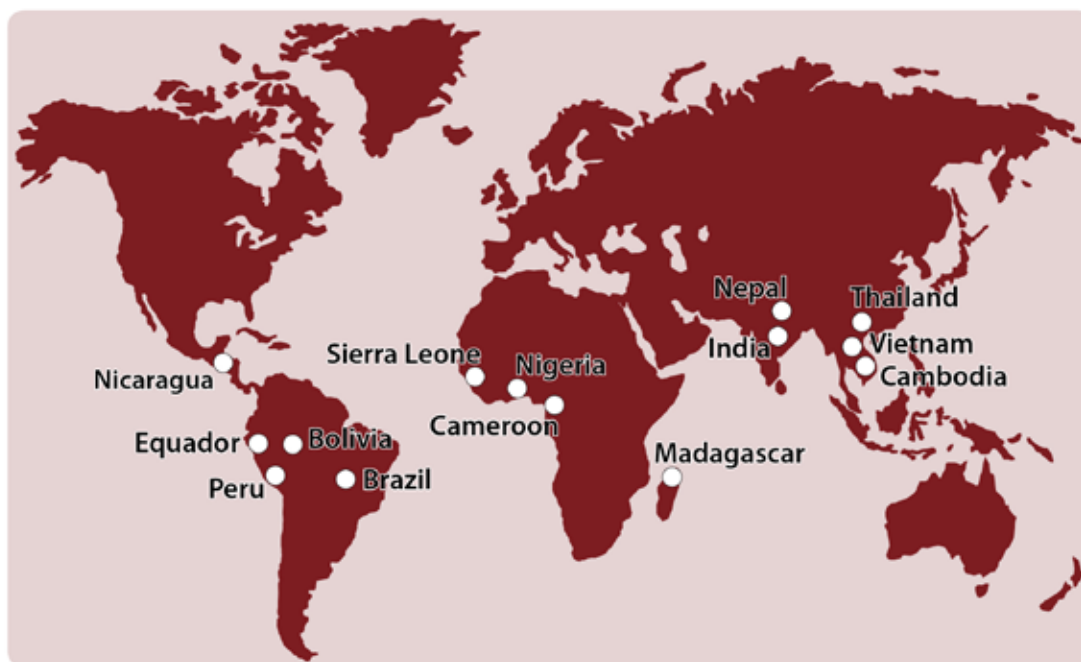 Nepal
Thailand
India
Vietnam
Cambodia
Sierra Leone
Nigeria
Cameroon
Nicaragua
Equador
Bolivia
Peru
Brazil
Madagascar